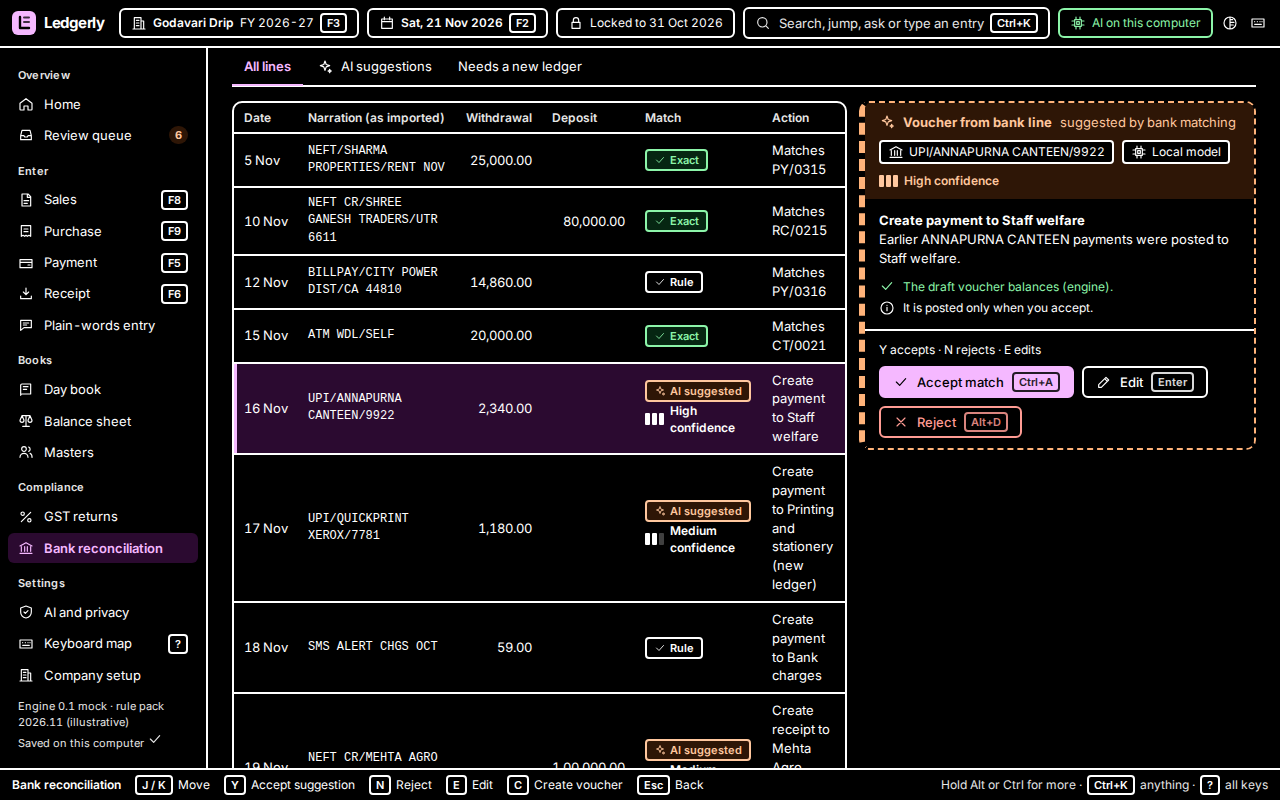 Ledgerly
Godavari Drip FY 2026-27 F3
Sat, 21 Nov 2026 F2
Locked to 31 Oct 2026
Search, jump, ask or type an entry Ctrl+K
AI on this computer
Overview
Home
Review queue 6
Enter
Sales F8
Purchase F9
Payment F5
Receipt F6
Plain-words entry
Books
Day book
Balance sheet
Masters
Compliance
GST returns
Bank reconciliation
Settings
AI and privacy
Keyboard map ?
Company setup
Engine 0.1 mock · rule pack
2026.11 (illustrative)
Saved on this computer
All lines AI suggestions Needs a new ledger
Date Narration (as imported) Withdrawal Deposit Match Action
5 Nov NEFT/SHARMA
PROPERTIES/RENT NOV 25,000.00 Exact Matches
PY/0315
10 Nov NEFT CR/SHREE
GANESH TRADERS/UTR
6611 80,000.00 Exact Matches
RC/0215
12 Nov BILLPAY/CITY POWER
DIST/CA 44810 14,860.00 Rule Matches
PY/0316
15 Nov ATM WDL/SELF 20,000.00 Exact Matches
CT/0021
16 Nov UPI/ANNAPURNA
CANTEEN/9922 2,340.00 AI suggested
High
confidence
Create
payment
to Staff
welfare
17 Nov UPI/QUICKPRINT
XEROX/7781 1,180.00 AI suggested
Medium
confidence
Create
payment
to Printing
and
stationery
(new
ledger)
18 Nov SMS ALERT CHGS OCT 59.00 Rule
Create
payment
to Bank
charges
19 Nov NEFT CR/MEHTA AGRO 1,00,000.00 AI suggested
Medium
Create
receipt to
Mehta
Agro
Voucher from bank line suggested by bank matching
UPI/ANNAPURNA CANTEEN/9922 Local model
High confidence
Create payment to Staff welfare
Earlier ANNAPURNA CANTEEN payments were posted to
Staff welfare.
The draft voucher balances (engine).
It is posted only when you accept.
Y accepts · N rejects · E edits
Accept match Ctrl+A
Edit Enter
Reject Alt+D
Bank reconciliation J / K Move Y Accept suggestion N Reject E Edit C Create voucher Esc Back
Hold Alt or Ctrl for more · Ctrl+K anything · ? all keys